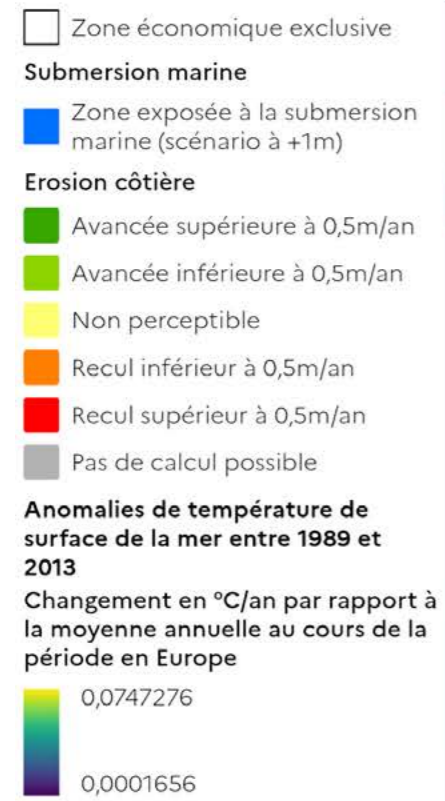 Zone économique exclusive
Submersion marine
Zone exposée à la submersion
marine (scénario à +1m)
Erosion côtière
Avancée supérieure à 0,5m/an
Avancée inférieure à 0,5m/an
Non perceptible
Recul inférieur à 0,5m/an
Recul supérieur à 0,5m/an
Pas de calcul possible
Anomalies de température de
surface de la mer entre 1989 et
2013
Changement en °C/an par rapport à
la moyenne annuelle au cours de la
période en Europe
0,0747276
0,0001656